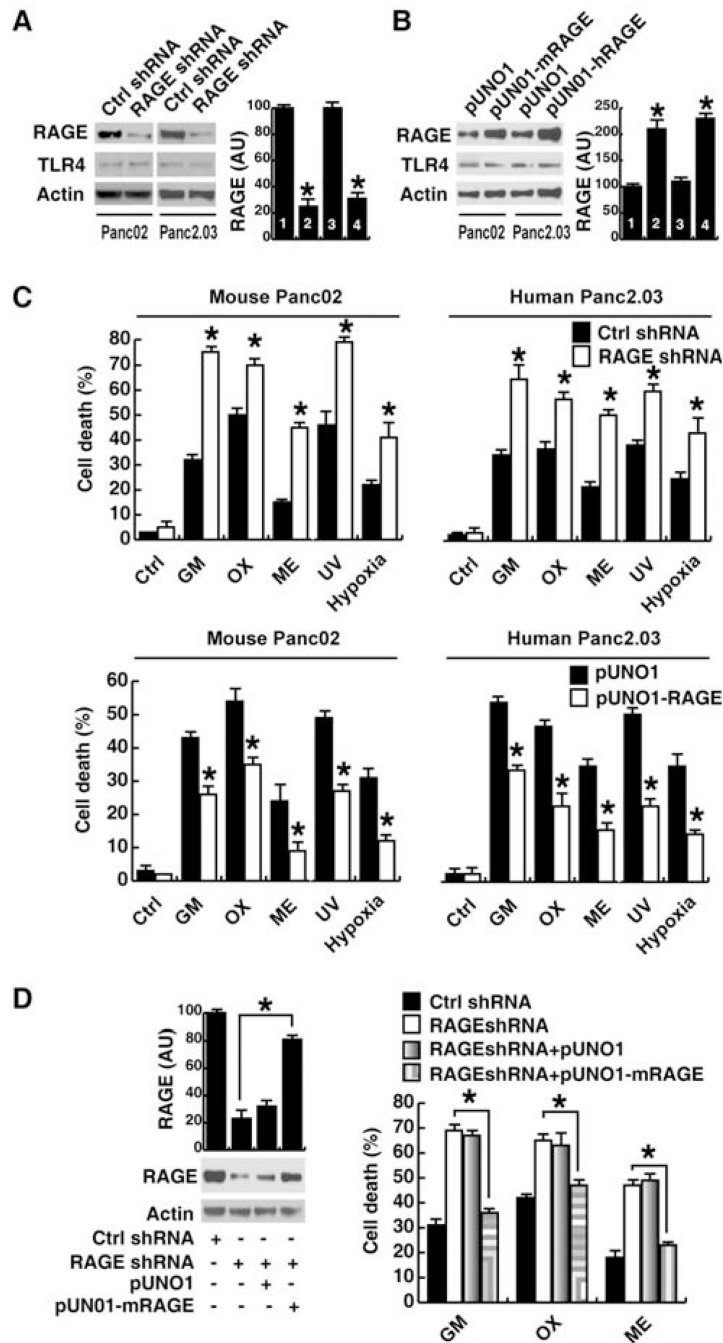 A
Ctrl shRNA
RAGE shRNA
Ctrl shRNA
RAGE shRNA
RAGE
TLR4
Actin
Panc02
Panc2.03
RAGE (AU)
100
80
60
40
20
0
* *
1 2 3 4
B
pUNO1
pUN01-mRAGE
pUNO1
pUN01-hRAGE
RAGE
TLR4
Actin
Panc02
Panc2.03
RAGE (AU)
250
200
150
100
50
0
* *
1 2 3 4
C
Mouse Panc02
Cell death (%)
80
70
60
50
40
30
20
10
0
* * * * *
Ctrl GM OX ME UV Hypoxia
Human Panc2.03
Ctrl shRNA
RAGE shRNA
* * * * *
Ctrl GM OX ME UV Hypoxia
Mouse Panc02
Cell death (%)
60
50
40
30
20
10
0
* * * * *
Ctrl GM OX ME UV Hypoxia
Human Panc2.03
pUNO1
pUNO1-RAGE
* * * * *
Ctrl GM OX ME UV Hypoxia
D
RAGE (AU)
100
80
60
40
20
0
*
RAGE
Actin
Ctrl shRNA + - - -
RAGE shRNA - + + +
pUNO1 - - + -
pUN01-mRAGE - - - +
Ctrl shRNA
RAGEshRNA
RAGEshRNA+pUNO1
RAGEshRNA+pUNO1-mRAGE
Cell death (%)
80
70
60
50
40
30
20
10
0
* * *
GM OX ME